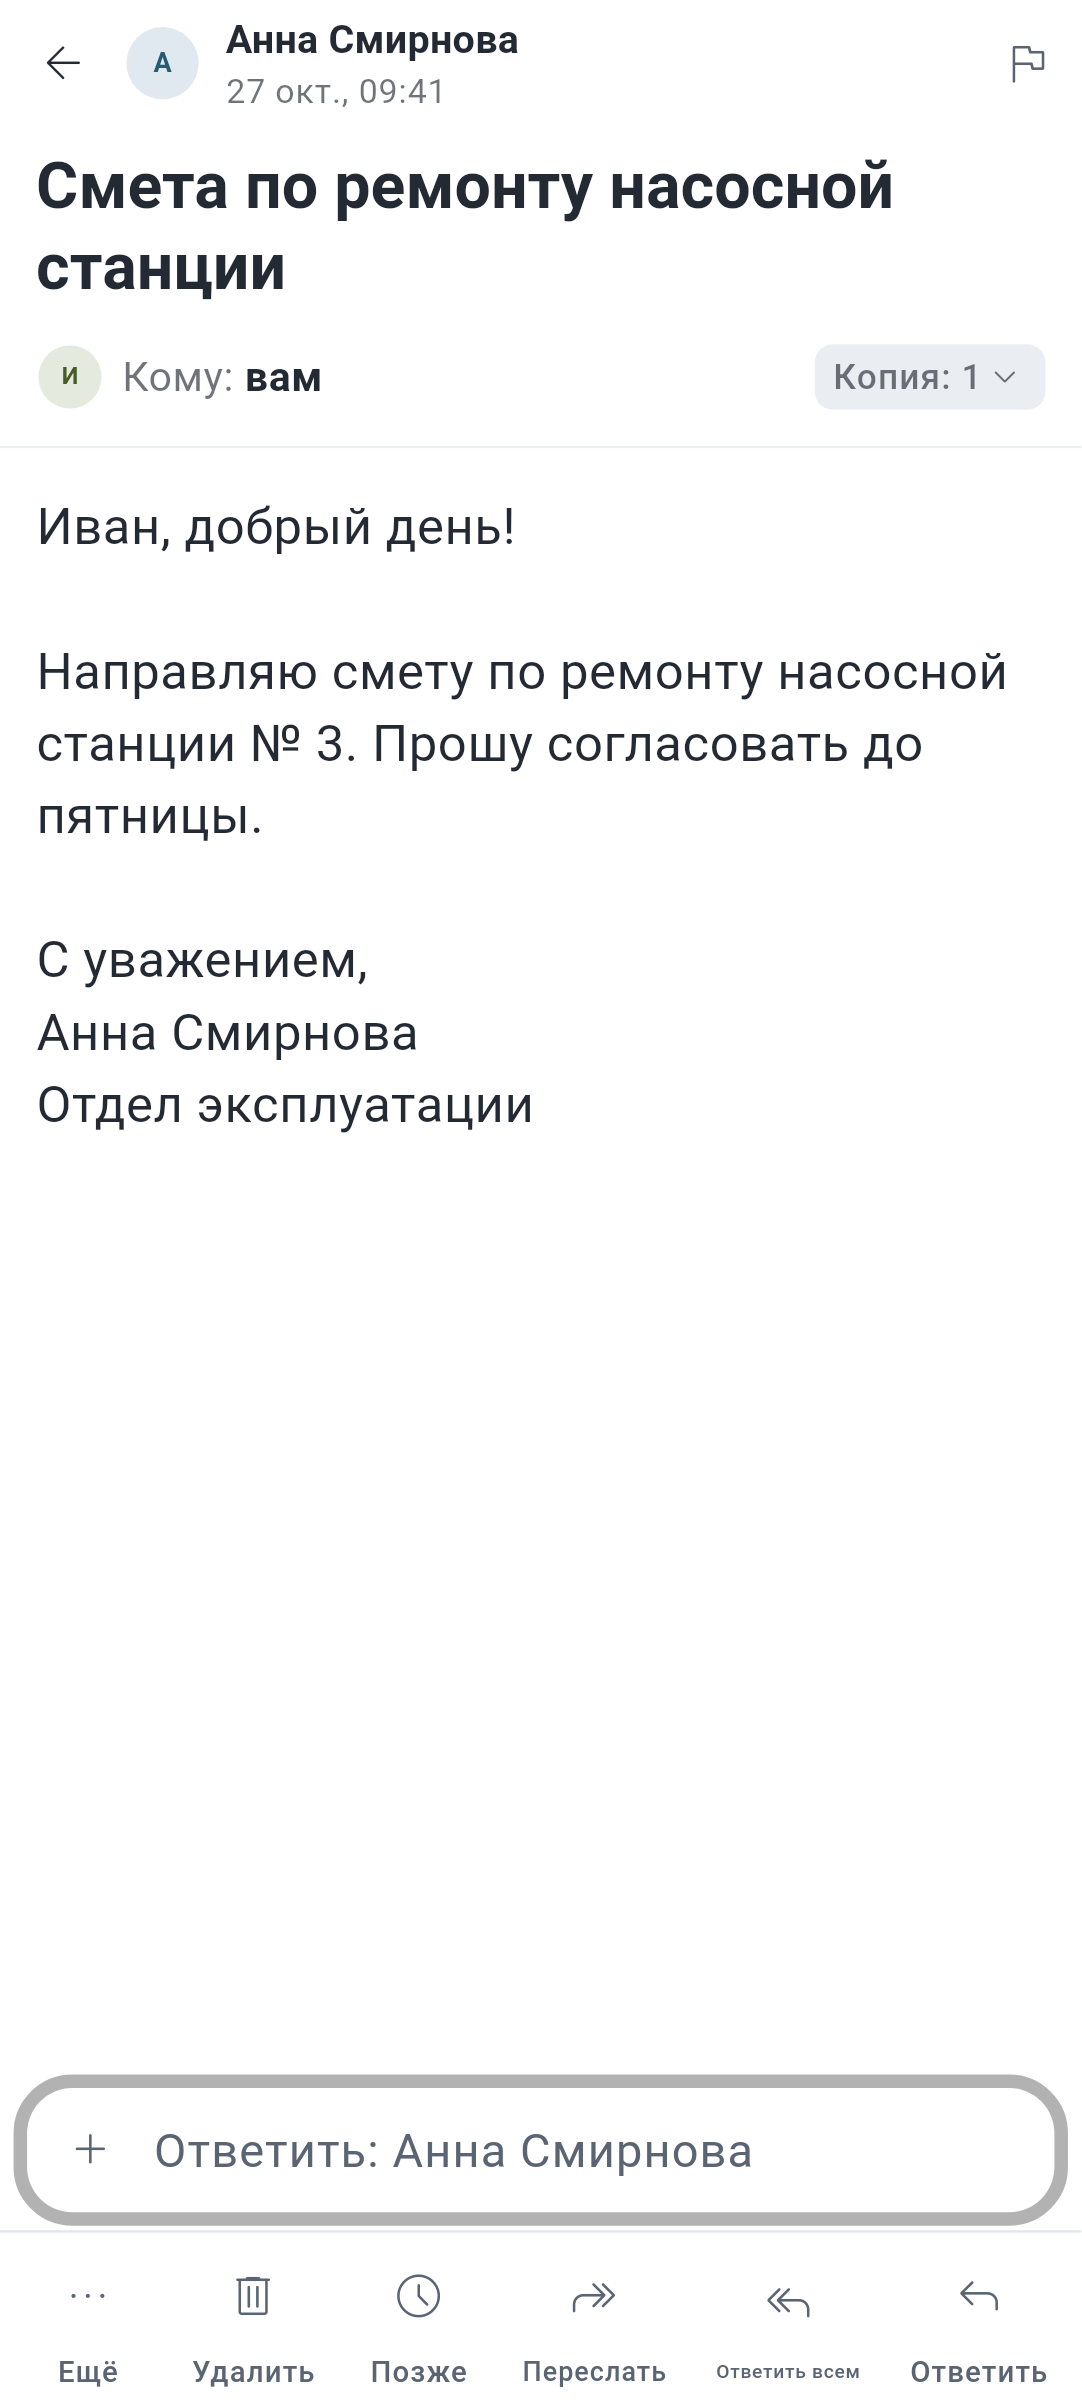 А
Анна Смирнова
27 окт., 09:41
Смета по ремонту насосной
станции
И
Кому: вам
Копия: 1
Иван, добрый день!
Направляю смету по ремонту насосной
станции № 3. Прошу согласовать до
пятницы.
С уважением,
Анна Смирнова
Отдел эксплуатации
Ответить: Анна Смирнова
Ещё
Удалить
Позже
Переслать
Ответить всем
Ответить